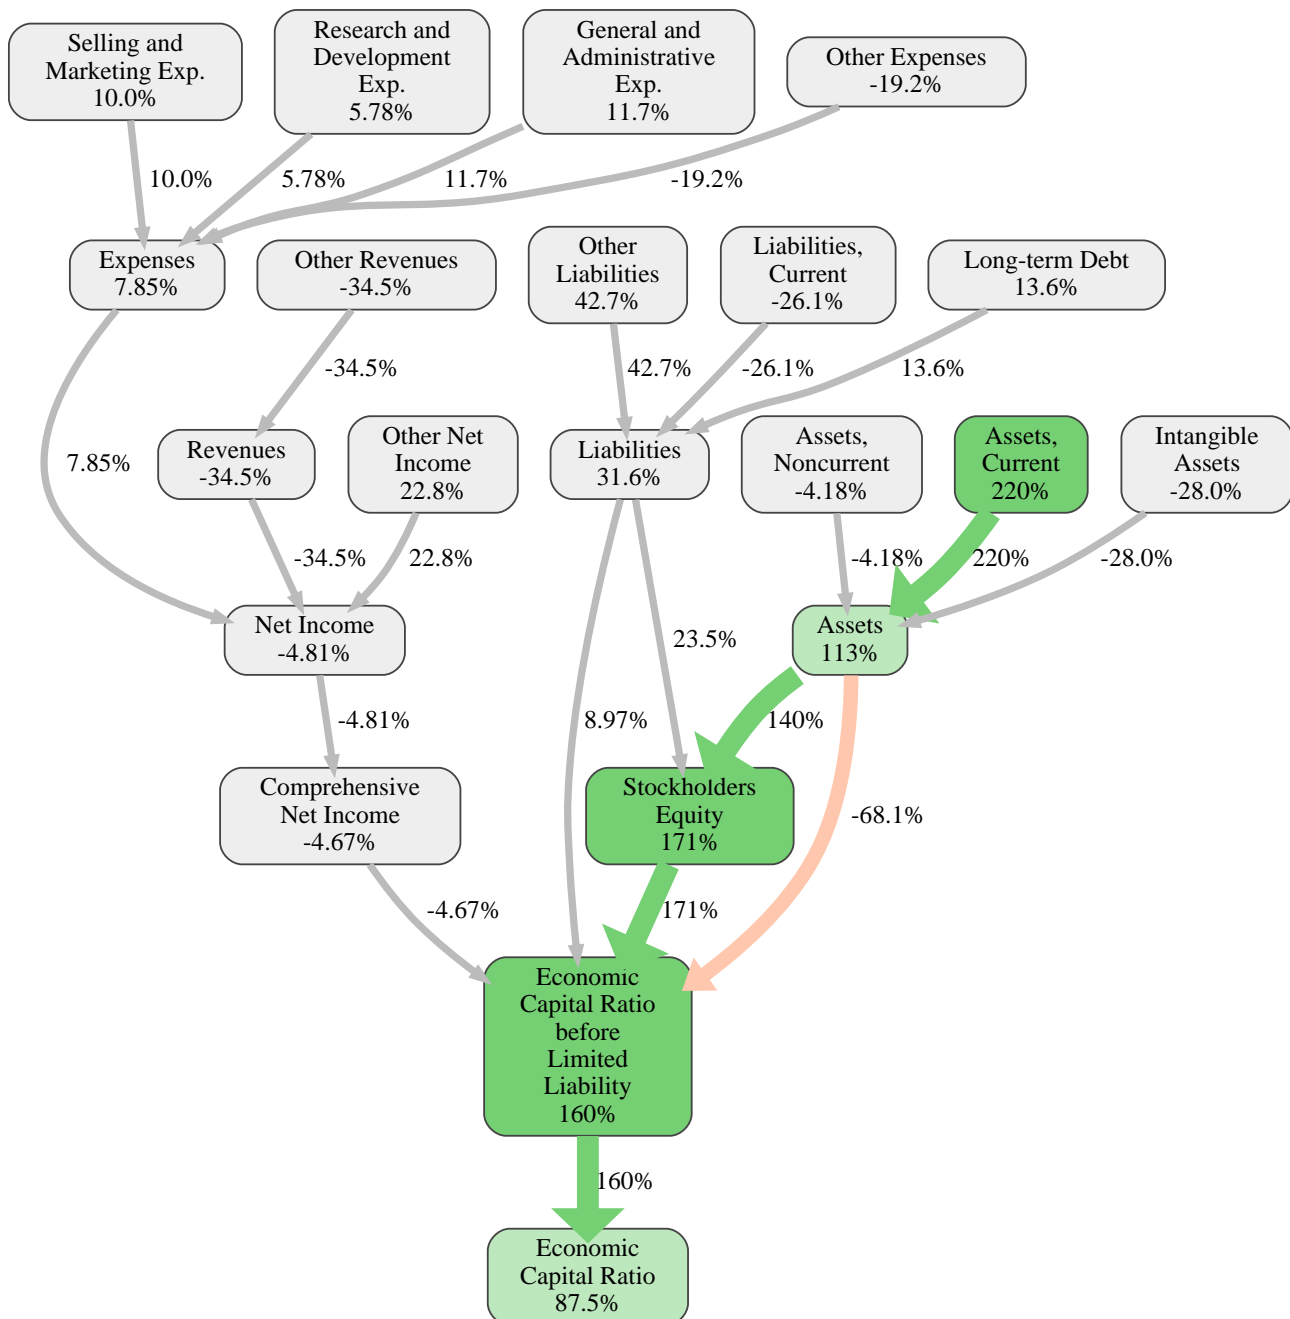 Selling and
Marketing Exp.
10.0%
Research and
Development
Exp.
5.78%
General and
Administrative
Exp.
11.7%
Other Expenses
-19.2%
10.0%
5.78%
11.7%
-19.2%
Expenses
7.85%
Other Revenues
-34.5%
Other
Liabilities
42.7%
Liabilities,
Current
-26.1%
Long-term Debt
13.6%
-34.5%
42.7%
-26.1%
13.6%
7.85%
Revenues
-34.5%
Other Net
Income
22.8%
Liabilities
31.6%
Assets,
Noncurrent
-4.18%
Assets,
Current
220%
Intangible
Assets
-28.0%
-34.5%
22.8%
-4.18%
220%
-28.0%
Net Income
-4.81%
23.5%
Assets
113%
-4.81%
8.97%
140%
Comprehensive
Net Income
-4.67%
Stockholders
Equity
171%
-68.1%
-4.67%
171%
Economic
Capital Ratio
before
Limited
Liability
160%
160%
Economic
Capital Ratio
87.5%